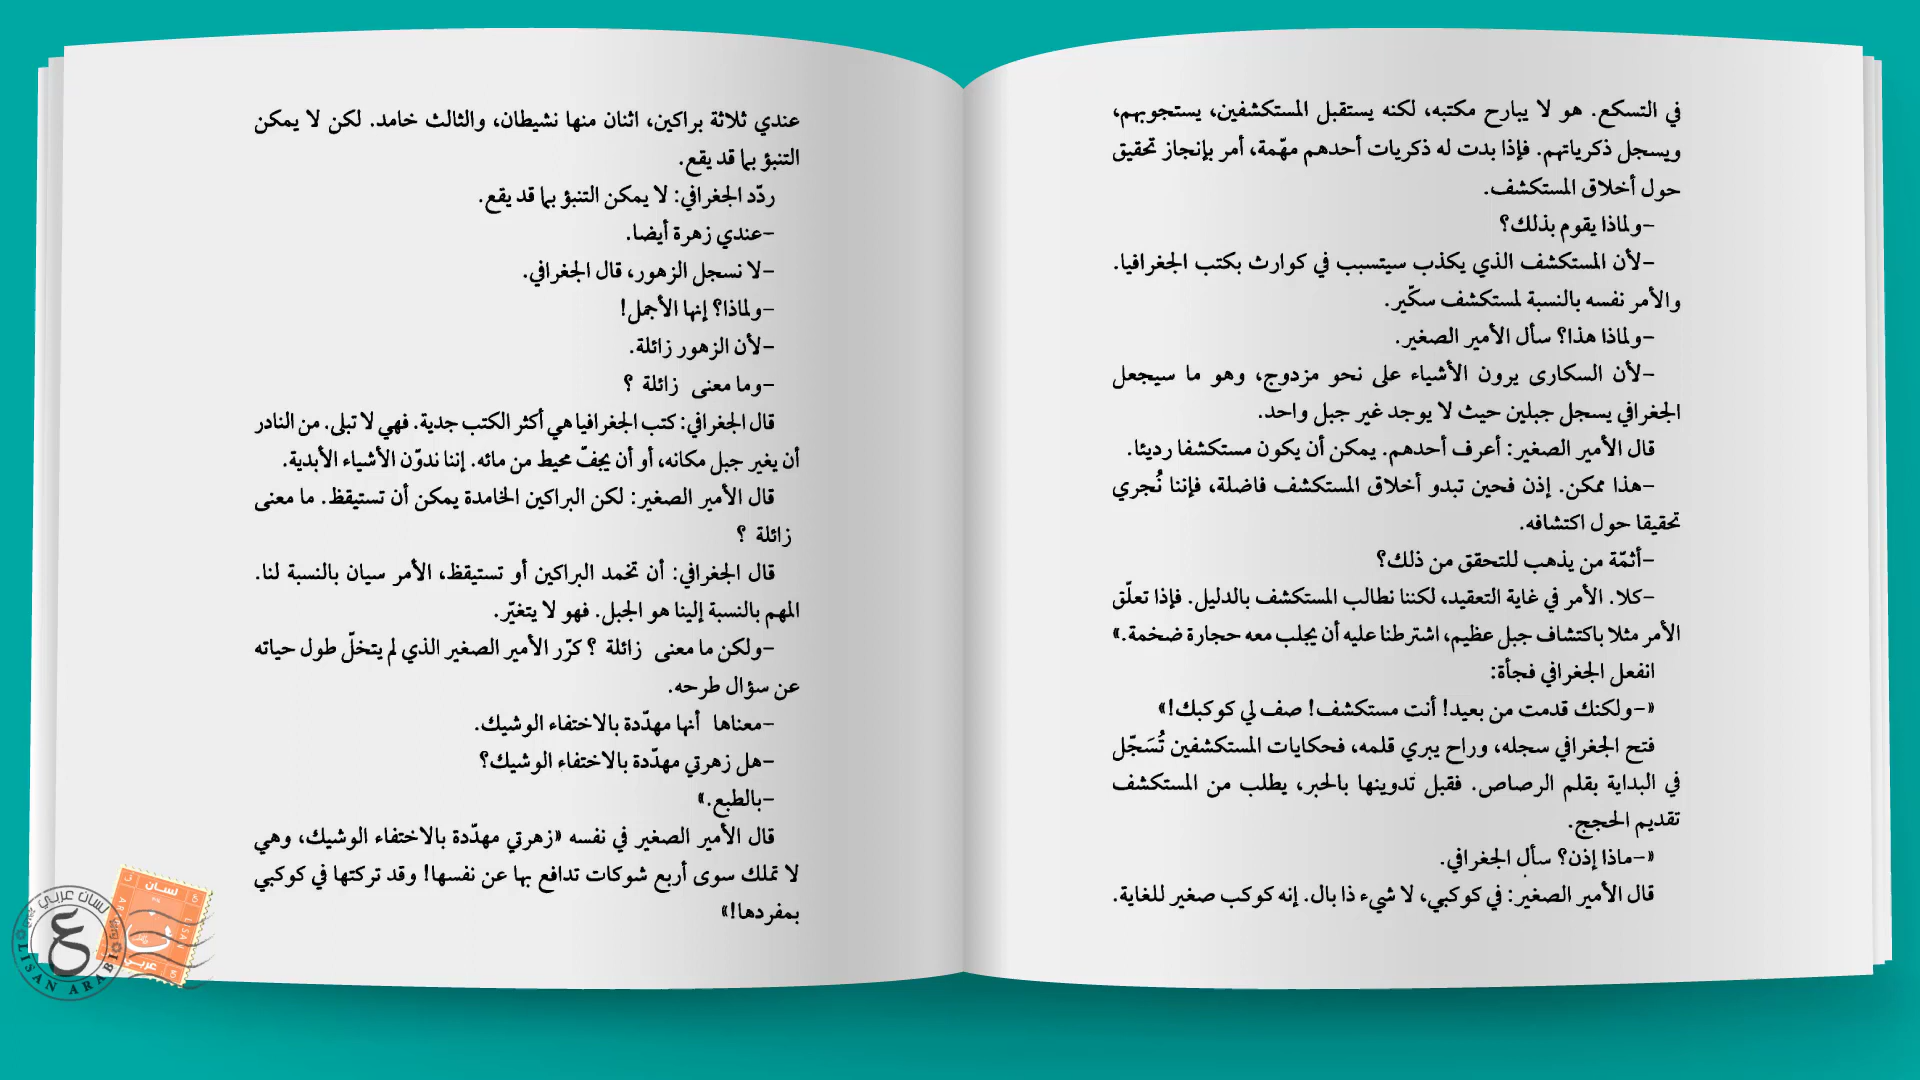 في التسكع. هو لا يبارح مكتبه، لكنه يستقبل المستكشفين، يستجوبهم،
ويسجل ذكرياتهم. فإذا بدت له ذكريات أحدهم مهّمة، أمر بإنجاز تحقيق
حول أخلاق المستكشف.
–ولماذا يقوم بذلك؟
–لأن المستكشف الذي يكذب سيتسبب في كوارث بكتب الجغرافيا.
والأمر نفسه بالنسبة لمستكشف سكّير.
–ولماذا هذا؟ سأل الأمير الصغير.
–لأن السكارى يرون الأشياء على نحو مزدوج، وهو ما سيجعل
الجغرافي يسجل جبلين حيث لا يوجد غير جبل واحد.
قال الأمير الصغير: أعرف أحدهم. يمكن أن يكون مستكشفا رديئا.
–هذا ممكن. إذن فحين تبدو أخلاق المستكشف فاضلة، فإننا نُجري
تحقيقا حول اكتشافه.
–أثمّة من يذهب للتحقق من ذلك؟
–كلا. الأمر في غاية التعقيد، لكننا نطالب المستكشف بالدليل. فإذا تعلّق
الأمر مثلا باكتشاف جبل عظيم، اشترطنا عليه أن يجلب معه حجارة ضخمة.»
انفعل الجغرافي فجأة:
«–ولكنك قدمت من بعيد! أنت مستكشف! صف لي كوكبك!»
فتح الجغرافي سجله، وراح يبري قلمه، فحكايات المستكشفين تُسَجّل
في البداية بقلم الرصاص. فقبل تدوينها بالحبر، يطلب من المستكشف
تقديم الحجج.
«–ماذا إذن؟ سأل الجغرافي.
قال الأمير الصغير: في كوكبي، لا شيء ذا بال. إنه كوكب صغير للغاية.
عندي ثلاثة براكين، اثنان منها نشيطان، والثالث خامد. لكن لا يمكن
التنبؤ بما قد يقع.
ردّد الجغرافي: لا يمكن التنبؤ بما قد يقع.
–عندي زهرة أيضا.
–لا نسجل الزهور، قال الجغرافي.
–ولماذا؟ إنها الأجمل!
–لأن الزهور زائلة.
–وما معنى زائلة ؟
قال الجغرافي: كتب الجغرافيا هي أكثر الكتب جدية. فهي لا تبلى. من النادر
أن يغير جبل مكانه، أو أن يجفّ محيط من مائه. إننا ندوّن الأشياء الأبدية.
قال الأمير الصغير: لكن البراكين الخامدة يمكن أن تستيقظ. ما معنى
زائلة ؟
قال الجغرافي: أن تخمد البراكين أو تستيقظ، الأمر سيان بالنسبة لنا.
المهم بالنسبة إلينا هو الجبل. فهو لا يتغيّر.
–ولكن ما معنى زائلة ؟ كرّر الأمير الصغير الذي لم يتخلّ طول حياته
عن سؤال طرحه.
–معناها أنها مهدّدة بالاختفاء الوشيك.
–هل زهرتي مهدّدة بالاختفاء الوشيك؟
–بالطبع.»
قال الأمير الصغير في نفسه «زهرتي مهدّدة بالاختفاء الوشيك، وهي
لا تملك سوى أربع شوكات تدافع بها عن نفسها! وقد تركتها في كوكبي
بمفردها!»
لسان عربي
ع
LISAN ARABI
لسان
عربي